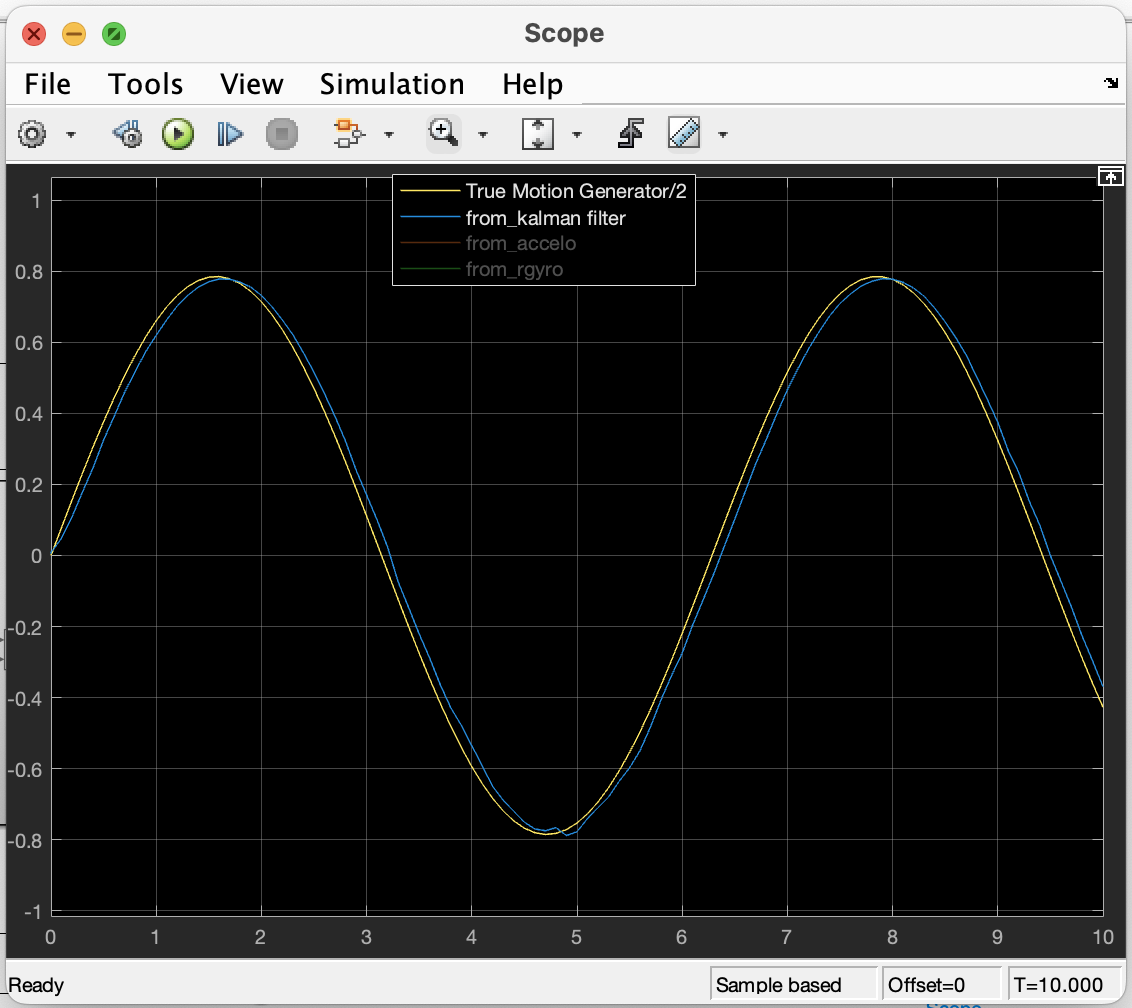 Scope
File Tools View Simulation Help
True Motion Generator/2
from_kalman filter
from_accelo
from_rgyro
1
0.8
0.6
0.4
0.2
0
-0.2
-0.4
-0.6
-0.8
-1
0 1 2 3 4 5 6 7 8 9 10
Ready Sample based Offset=0 T=10.000
Scope